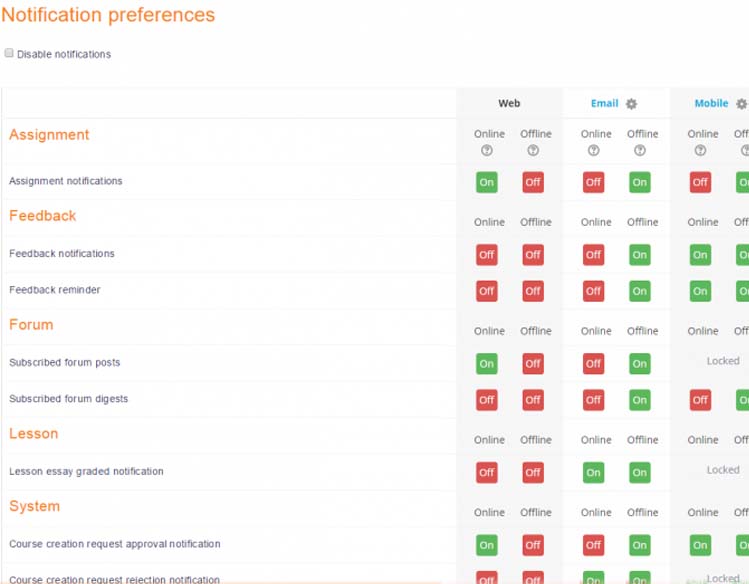 Notification preferences
Disable notifications
Web Email Mobile
Assignment Online Offline Online Offline Online Off
Assignment notifications On Off Off On Off
Feedback Online Offline Online Offline Online Off
Feedback notifications Off Off Off On On
Feedback reminder Off Off Off On On
Forum Online Offline Online Offline Online Off
Subscribed forum posts On Off Off On Locked
Subscribed forum digests Off Off Off On Off
Lesson Online Offline Online Offline Online Off
Lesson essay graded notification Off Off On On Locked
System Online Offline Online Offline Online Off
Course creation request approval notification On Off Off On On
Course creation request rejection notification Off Off Off On Locked